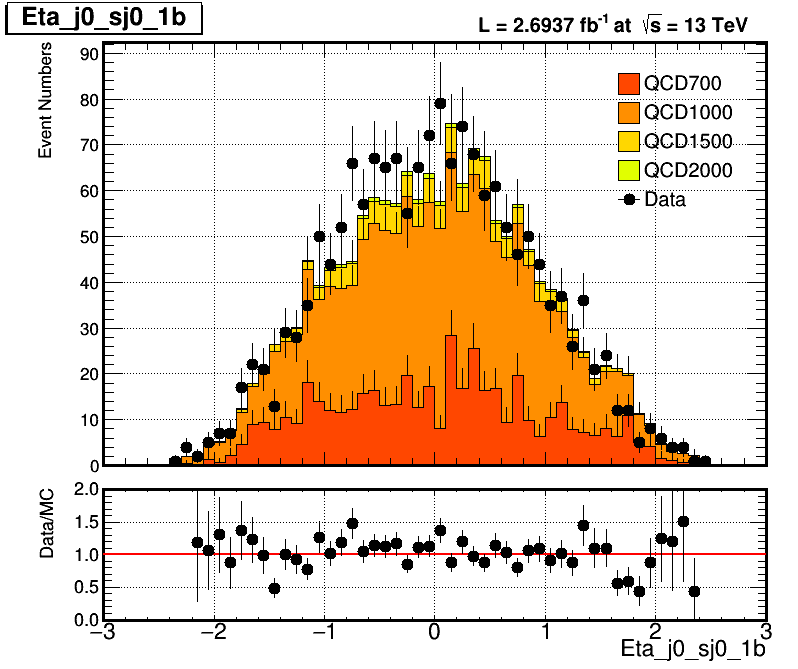 Eta_j0_sj0_1b
L = 2.6937 fb⁻¹ at √s = 13 TeV
Event Numbers
90
80
70
60
50
40
30
20
10
0
QCD700
QCD1000
QCD1500
QCD2000
Data
Data/MC
2.0
1.5
1.0
0.5
0.0
−3 −2 −1 0 1 2 3
Eta_j0_sj0_1b